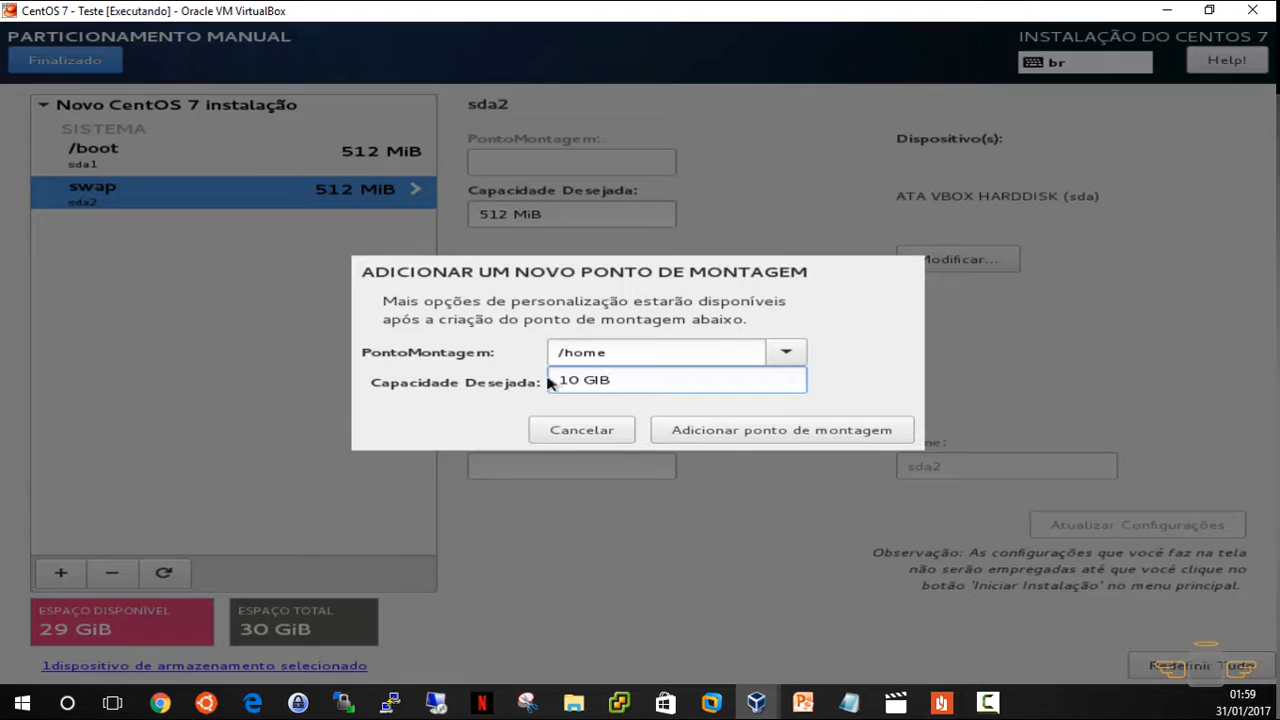 CentOS 7 - Teste [Executando] - Oracle VM VirtualBox
PARTICIONAMENTO MANUAL
INSTALAÇÃO DO CENTOS 7
Finalizado
br
Help!
Novo CentOS 7 instalação
SISTEMA
/boot
512 MiB
sda1
swap
512 MiB
sda2
sda2
PontoMontagem:
Dispositivo(s):
Capacidade Desejada:
512 MiB
ATA VBOX HARDDISK (sda)
Modificar...
ADICIONAR UM NOVO PONTO DE MONTAGEM
Mais opções de personalização estarão disponíveis
após a criação do ponto de montagem abaixo.
PontoMontagem:
/home
Capacidade Desejada:
10 GIB
Cancelar
Adicionar ponto de montagem
sda2
Atualizar Configurações
Observação: As configurações que você faz na tela
não serão empregadas até que você clique no
botão 'Iniciar Instalação' no menu principal.
+ −
ESPAÇO DISPONÍVEL
29 GiB
ESPAÇO TOTAL
30 GiB
1dispositivo de armazenamento selecionado
Redefinir Tudo
01:59
31/01/2017